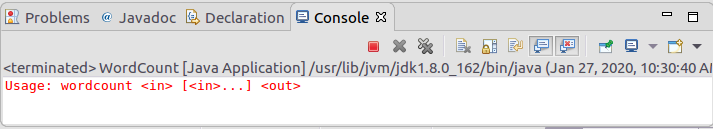 Problems @ Javadoc Declaration Console
<terminated> WordCount [Java Application] /usr/lib/jvm/jdk1.8.0_162/bin/java (Jan 27, 2020, 10:30:40 AM
Usage: wordcount <in> [<in>...] <out>